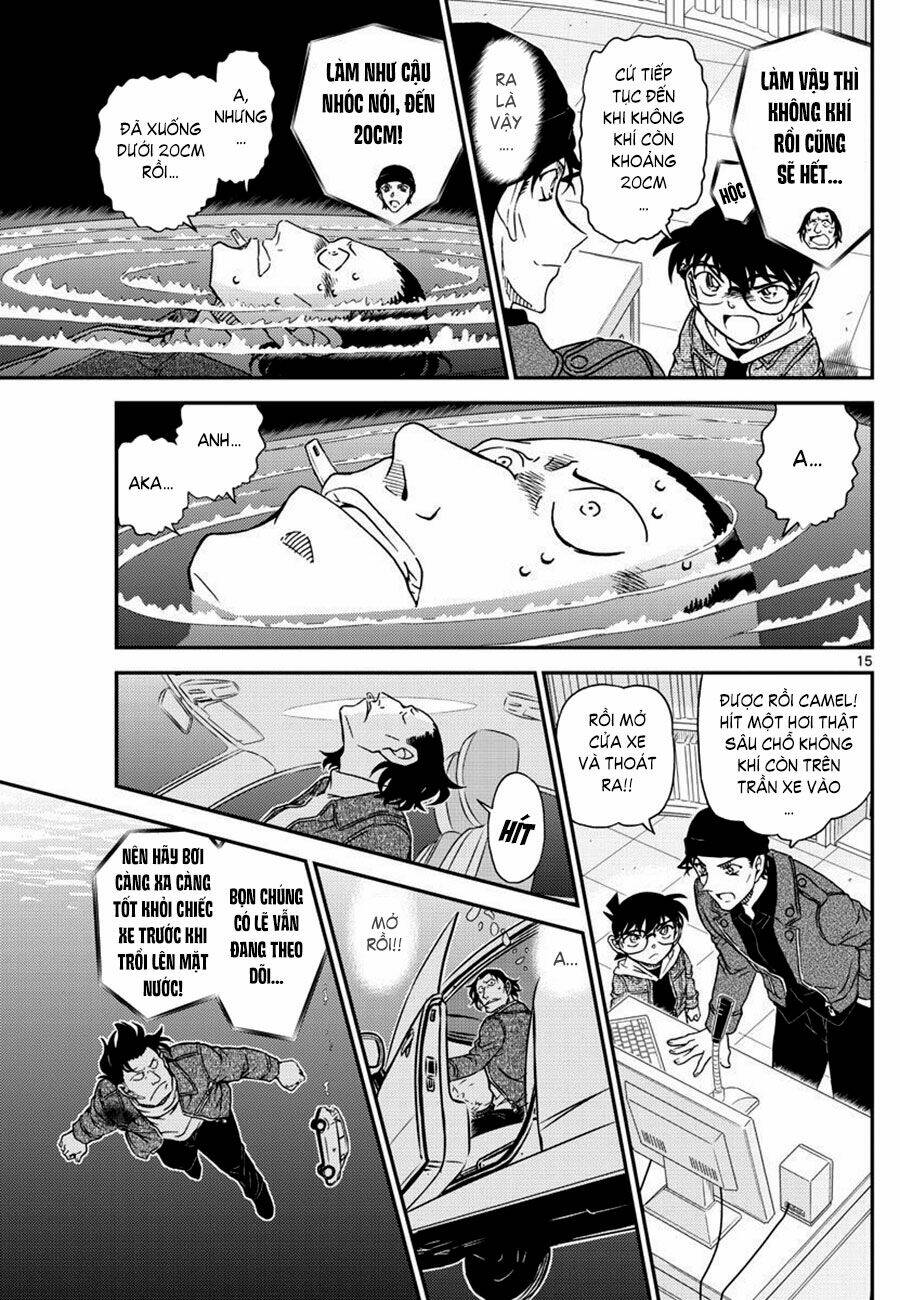 LÀM VẬY THÌ
KHÔNG KHÍ
RỒI CŨNG
SẼ HẾT...
HỘC
CỨ TIẾP
TỤC ĐẾN
KHI KHÔNG
KHÍ CÒN
KHOẢNG
20CM
...
RA
LÀ
VẬY
....
LÀM NHƯ CẬU
NHÓC NÓI, ĐẾN
20CM!
A,
NHƯNG
...
ĐÃ XUỐNG
DƯỚI 20CM
RỒI...
A...
ANH...
AKA...
15
ĐƯỢC RỒI CAMEL!
HÍT MỘT HƠI THẬT
SÂU CHỖ KHÔNG
KHÍ CÒN TRÊN
TRẦN XE VÀO
...
RỒI MỞ
CỬA XE
VÀ THOÁT
RA!!
HÍT
A...
MỞ
RỒI!!
BỌN CHÚNG
CÓ LẼ VẪN
ĐANG THEO
DÕI...
NÊN HÃY BƠI
CÀNG XA CÀNG
TỐT KHỎI CHIẾC
XE TRƯỚC KHI
TRỒI LÊN MẶT
NƯỚC!